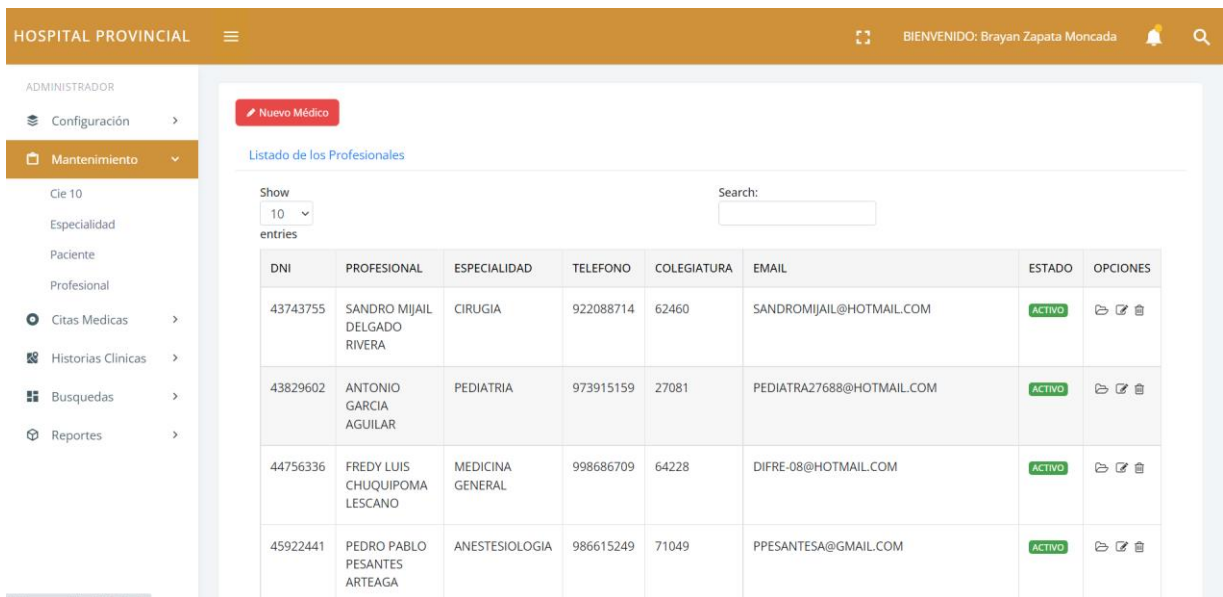 HOSPITAL PROVINCIAL
BIENVENIDO: Brayan Zapata Moncada
ADMINISTRADOR
Configuración
Mantenimiento
Cie 10
Especialidad
Paciente
Profesional
Citas Medicas
Historias Clinicas
Busquedas
Reportes
Nuevo Médico
Listado de los Profesionales
Show
10
entries
Search:
DNI PROFESIONAL ESPECIALIDAD TELEFONO COLEGIATURA EMAIL ESTADO OPCIONES
43743755 SANDRO MIJAIL CIRUGIA 922088714 62460 SANDROMIJAIL@HOTMAIL.COM ACTIVO
DELGADO
RIVERA
43829602 ANTONIO PEDIATRIA 973915159 27081 PEDIATRA27688@HOTMAIL.COM ACTIVO
GARCIA
AGUILAR
44756336 FREDY LUIS MEDICINA 998686709 64228 DIFRE-08@HOTMAIL.COM ACTIVO
CHUQUIPOMA GENERAL
LESCANO
45922441 PEDRO PABLO ANESTESIOLOGIA 986615249 71049 PPESANTESA@GMAIL.COM ACTIVO
PESANTES
ARTEAGA